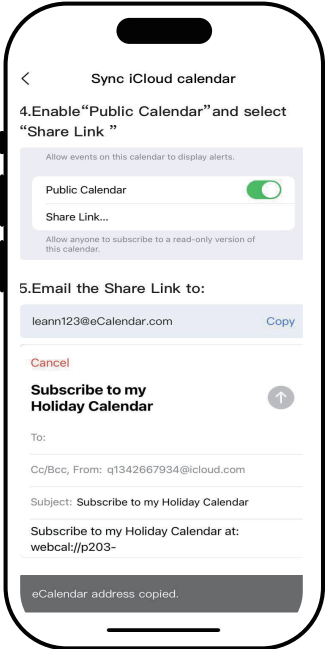 Sync iCloud calendar
4.Enable“Public Calendar”and select
“Share Link ”
Allow events on this calendar to display alerts.
Public Calendar
Share Link...
Allow anyone to subscribe to a read-only version of
this calendar.
5.Email the Share Link to:
leann123@eCalendar.com Copy
Cancel
Subscribe to my
Holiday Calendar
To:
Cc/Bcc, From: q1342667934@icloud.com
Subject: Subscribe to my Holiday Calendar
Subscribe to my Holiday Calendar at:
webcal://p203-
eCalendar address copied.